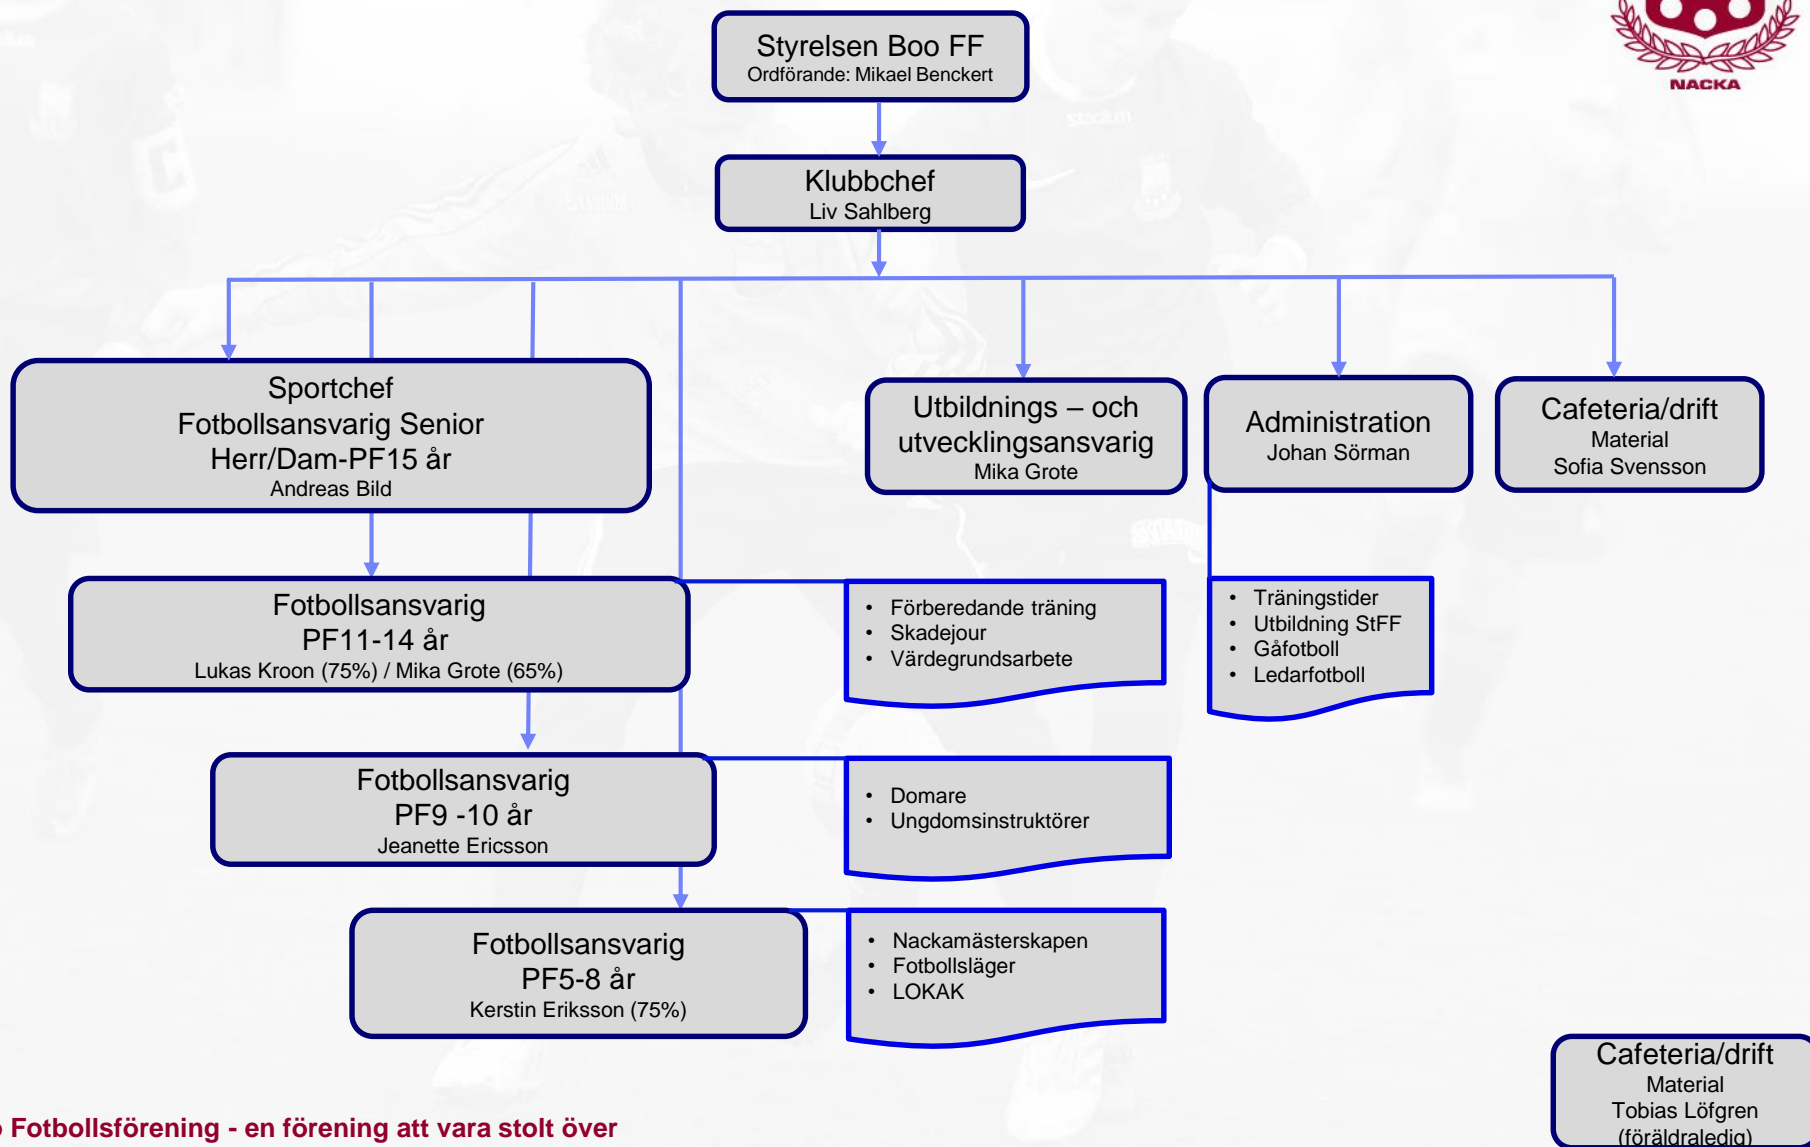 NACKA
Styrelsen Boo FF
Ordförande: Mikael Benckert
Klubbchef
Liv Sahlberg
Sportchef
Fotbollsansvarig Senior
Herr/Dam-PF15 år
Andreas Bild
Utbildnings – och
utvecklingsansvarig
Mika Grote
Administration
Johan Sörman
Cafeteria/drift
Material
Sofia Svensson
Fotbollsansvarig
PF11-14 år
Lukas Kroon (75%) / Mika Grote (65%)
• Förberedande träning
• Skadejour
• Värdegrundsarbete
• Träningstider
• Utbildning StFF
• Gåfotboll
• Ledarfotboll
Fotbollsansvarig
PF9 -10 år
Jeanette Ericsson
• Domare
• Ungdomsinstruktörer
Fotbollsansvarig
PF5-8 år
Kerstin Eriksson (75%)
• Nackamästerskapen
• Fotbollsläger
• LOKAK
Cafeteria/drift
Material
Tobias Löfgren
(föräldraledig)
o Fotbollsförening - en förening att vara stolt över
stadium